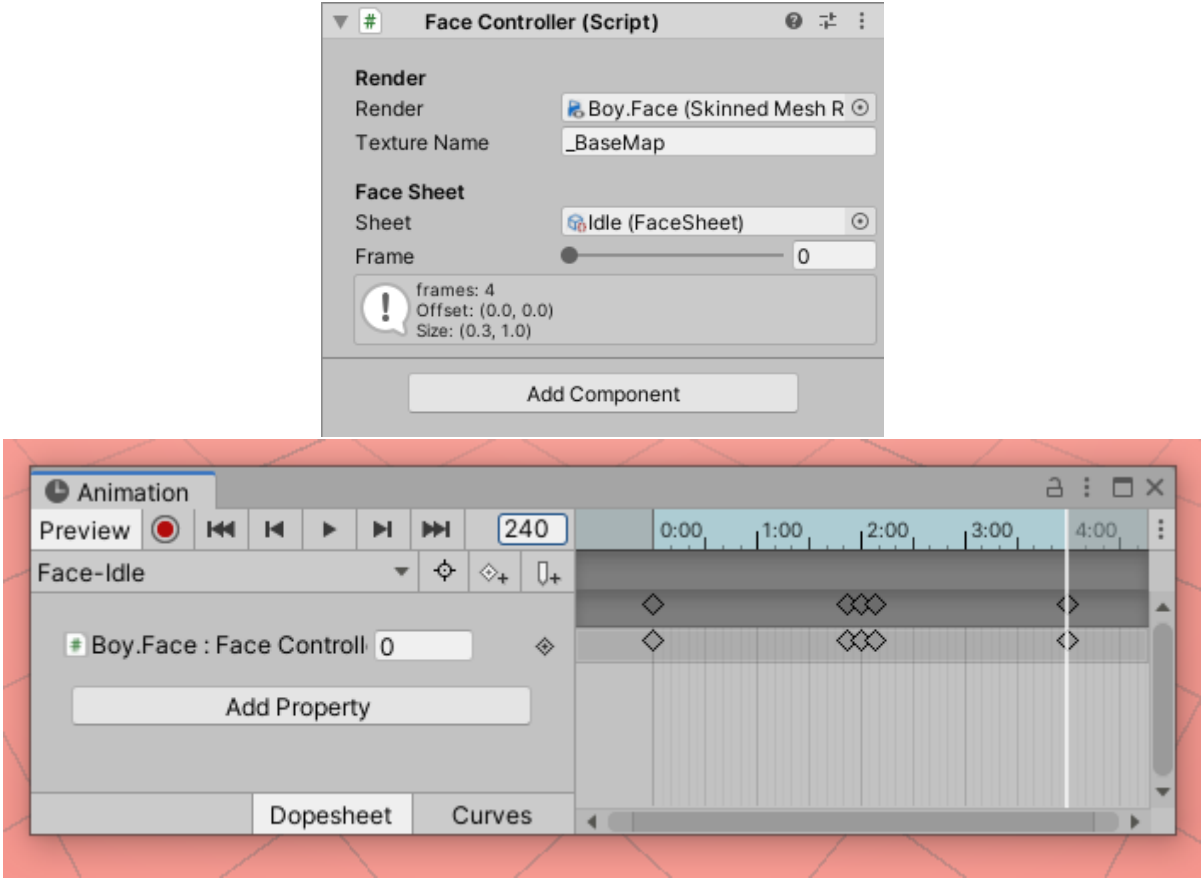 # Face Controller (Script)
Render
Render Boy.Face (Skinned Mesh R
Texture Name _BaseMap
Face Sheet
Sheet Idle (FaceSheet)
Frame 0
frames: 4
Offset: (0.0, 0.0)
Size: (0.3, 1.0)
Add Component
Animation
Preview 240 0:00 1:00 2:00 3:00 4:00
Face-Idle
# Boy.Face : Face Controll 0
Add Property
Dopesheet Curves